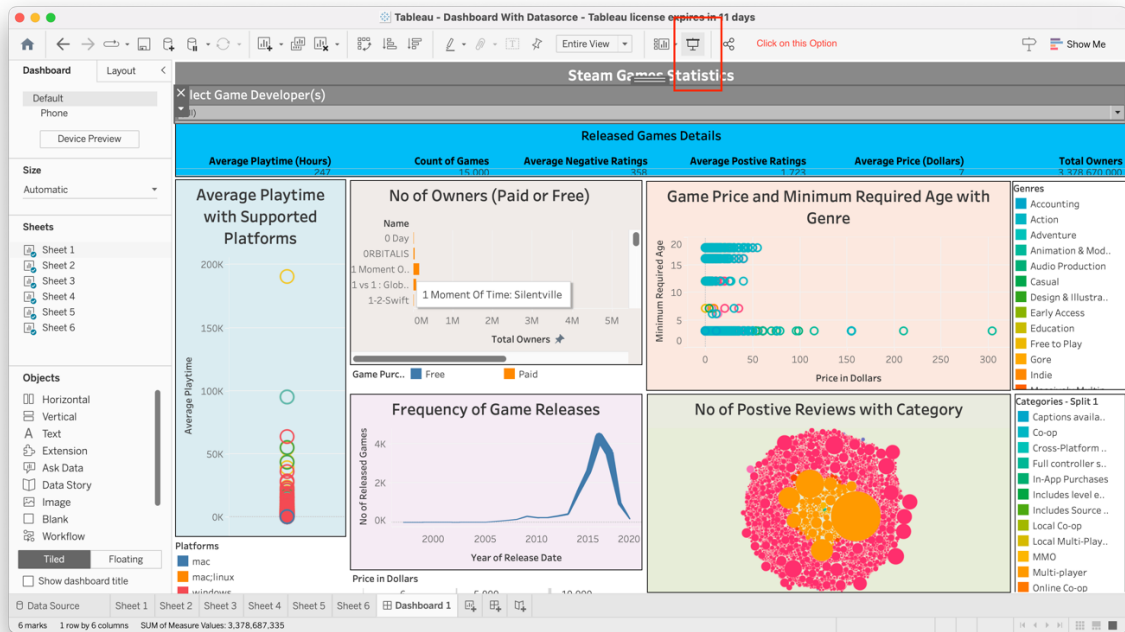 Tableau - Dashboard With Datasorce - Tableau license expires in 11 days
Entire View
Click on this Option
Show Me
Dashboard
Layout
Default
Phone
Device Preview
Size
Automatic
Sheets
Sheet 1
Sheet 2
Sheet 3
Sheet 4
Sheet 5
Sheet 6
Objects
Horizontal
Vertical
Text
Extension
Ask Data
Data Story
Image
Blank
Workflow
Tiled
Floating
Show dashboard title
Steam Games Statistics
lect Game Developer(s)
Released Games Details
Average Playtime (Hours)
Count of Games
Average Negative Ratings
Average Postive Ratings
Average Price (Dollars)
Total Owners
247
15,000
358
1,723
7
3,378,670,000
Average Playtime
with Supported
Platforms
200K
150K
100K
50K
0K
Average Playtime
Platforms
mac
mac;linux
windows
No of Owners (Paid or Free)
Name
0 Day
0RBITALIS
1 Moment O..
1 vs 1 : Glob..
1-2-Swift
1 Moment Of Time: Silentville
0M
1M
2M
3M
4M
5M
Total Owners
Game Purc..
Free
Paid
Frequency of Game Releases
4K
2K
0K
No of Released Games
2000
2005
2010
2015
2020
Year of Release Date
Price in Dollars
Game Price and Minimum Required Age with
Genre
20
15
10
5
0
Minimum Required Age
0
50
100
150
200
250
300
Price in Dollars
No of Postive Reviews with Category
Genres
Accounting
Action
Adventure
Animation & Mod..
Audio Production
Casual
Design & Illustra..
Early Access
Education
Free to Play
Gore
Indie
Categories - Split 1
Captions availa..
Co-op
Cross-Platform ..
Full controller s..
In-App Purchases
Includes level e..
Includes Source ..
Local Co-op
Local Multi-Play..
MMO
Multi-player
Online Co-op
Data Source
Sheet 1
Sheet 2
Sheet 3
Sheet 4
Sheet 5
Sheet 6
Dashboard 1
6 marks
1 row by 6 columns
SUM of Measure Values: 3,378,687,335